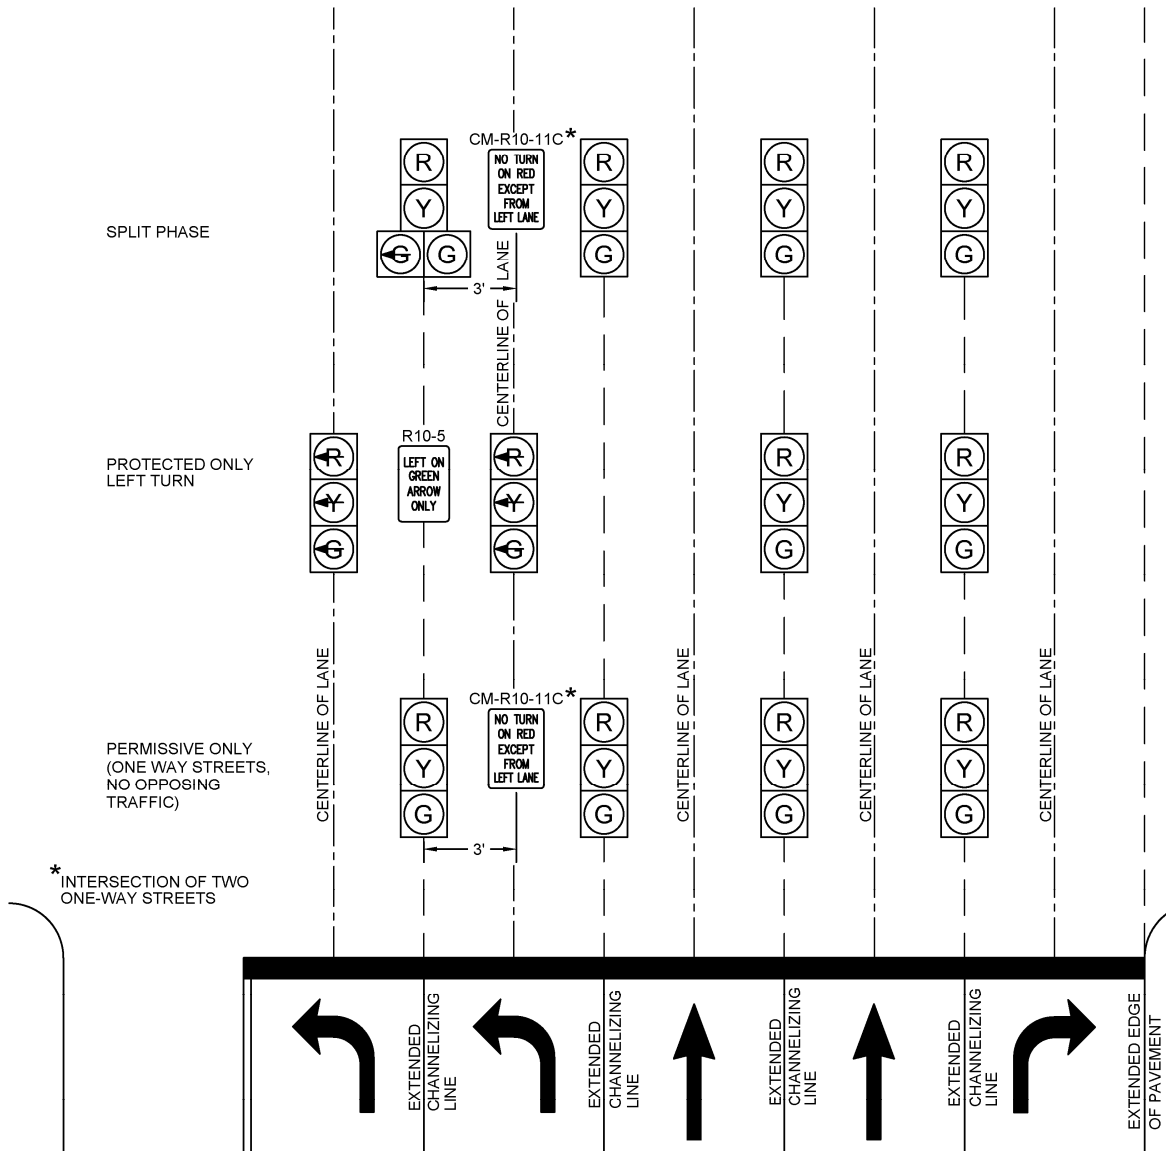 CM-R10-11C*
R
NO TURN
ON RED
EXCEPT
FROM
LEFT LANE
R
R
R
Y
Y
Y
Y
SPLIT PHASE
G
G
G
G
G
3'
CENTERLINE OF LANE
R10-5
R
LEFT ON
GREEN
ARROW
ONLY
R
R
R
PROTECTED ONLY
LEFT TURN
Y
Y
Y
Y
G
G
G
G
CENTERLINE OF LANE
CM-R10-11C*
R
NO TURN
ON RED
EXCEPT
FROM
LEFT LANE
R
CENTERLINE OF LANE
R
CENTERLINE OF LANE
R
CENTERLINE OF LANE
PERMISSIVE ONLY
(ONE WAY STREETS,
NO OPPOSING
TRAFFIC)
Y
Y
Y
Y
G
G
G
G
3'
*INTERSECTION OF TWO
ONE-WAY STREETS
EXTENDED
CHANNELIZING
LINE
EXTENDED
CHANNELIZING
LINE
EXTENDED
CHANNELIZING
LINE
EXTENDED
CHANNELIZING
LINE
EXTENDED EDGE
OF PAVEMENT